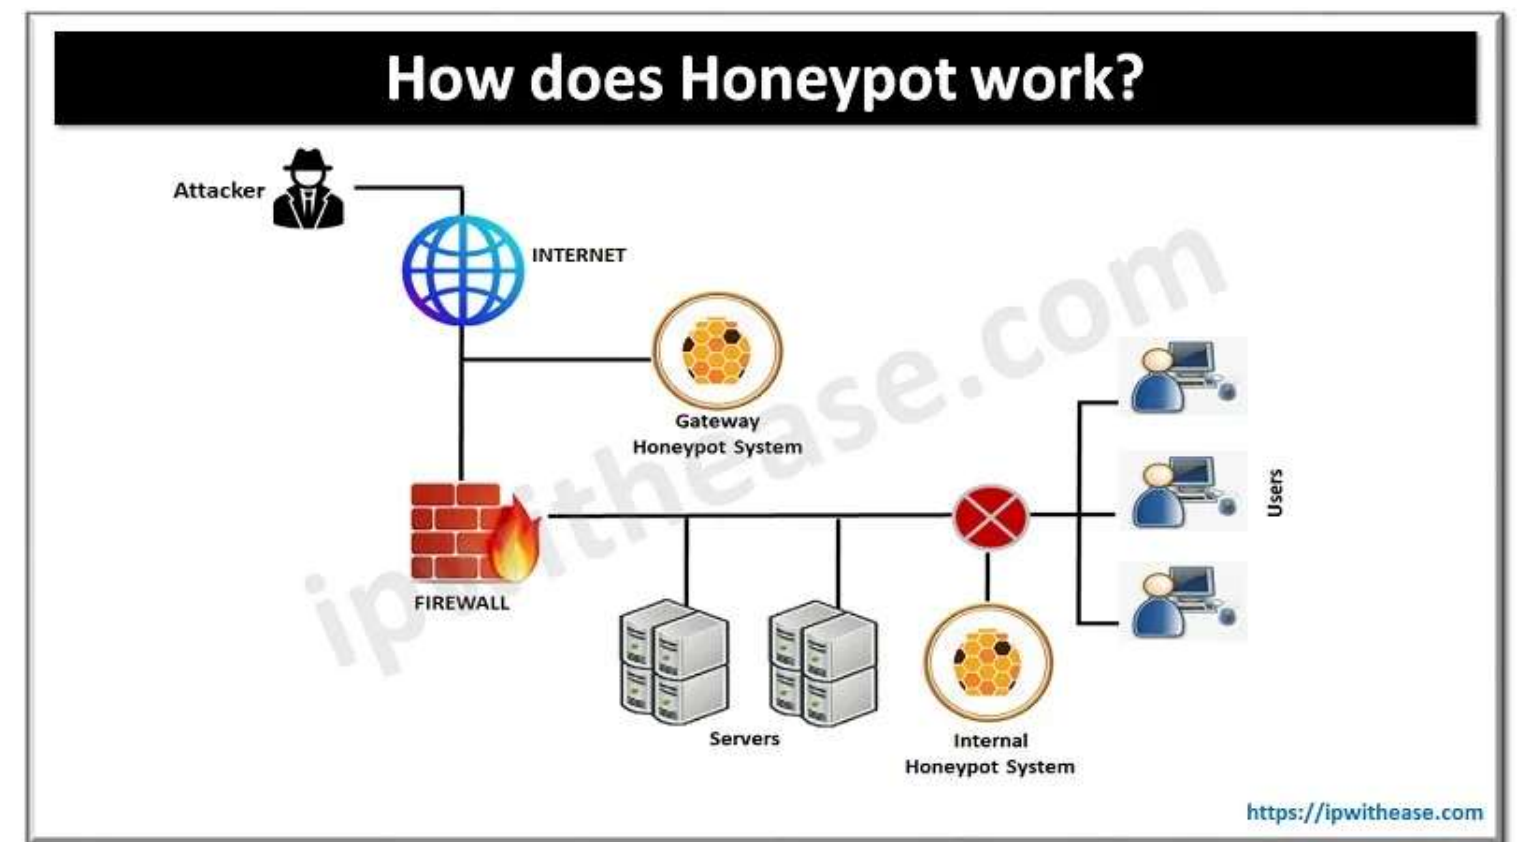 How does Honeypot work?
Attacker
INTERNET
Gateway
Honeypot System
Users
FIREWALL
Servers
Internal
Honeypot System
ipwithease.com
https://ipwithease.com